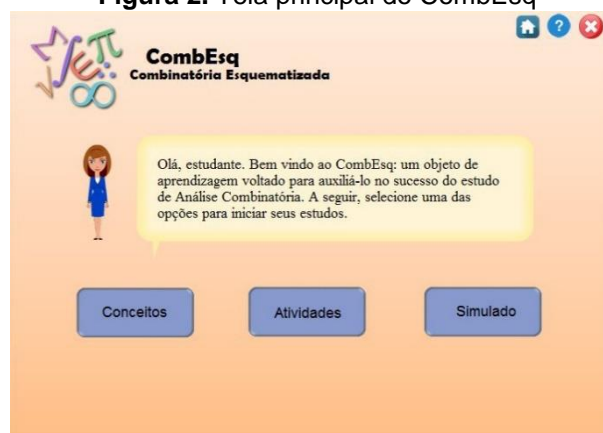 Figura 2. Tela principal do CombEsq
CombEsq
Combinatória Esquematizada
Olá, estudante. Bem vindo ao CombEsq: um objeto de
aprendizagem voltado para auxiliá-lo no sucesso do estudo
de Análise Combinatória. A seguir, selecione uma das
opções para iniciar seus estudos.
Conceitos
Atividades
Simulado